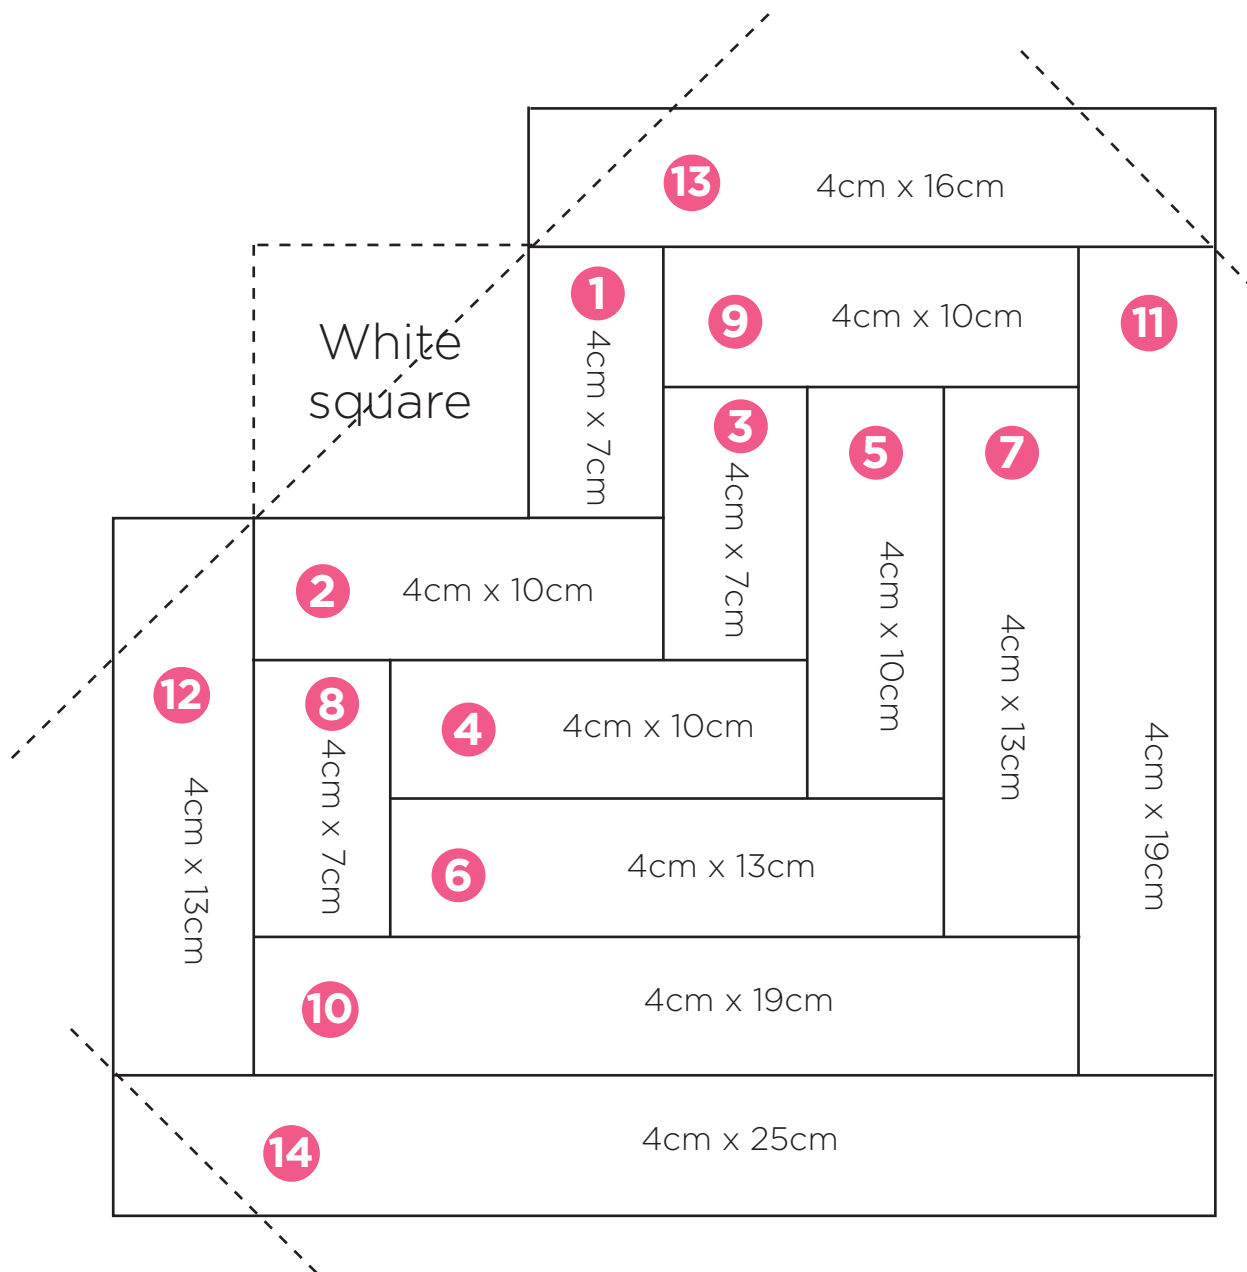 13
4cm x 16cm
1
4cm x 7cm
9
4cm x 10cm
11
4cm x 19cm
White
square
3
4cm x 7cm
5
4cm x 10cm
7
4cm x 13cm
2
4cm x 10cm
12
4cm x 13cm
8
4cm x 7cm
4
4cm x 10cm
6
4cm x 13cm
10
4cm x 19cm
14
4cm x 25cm